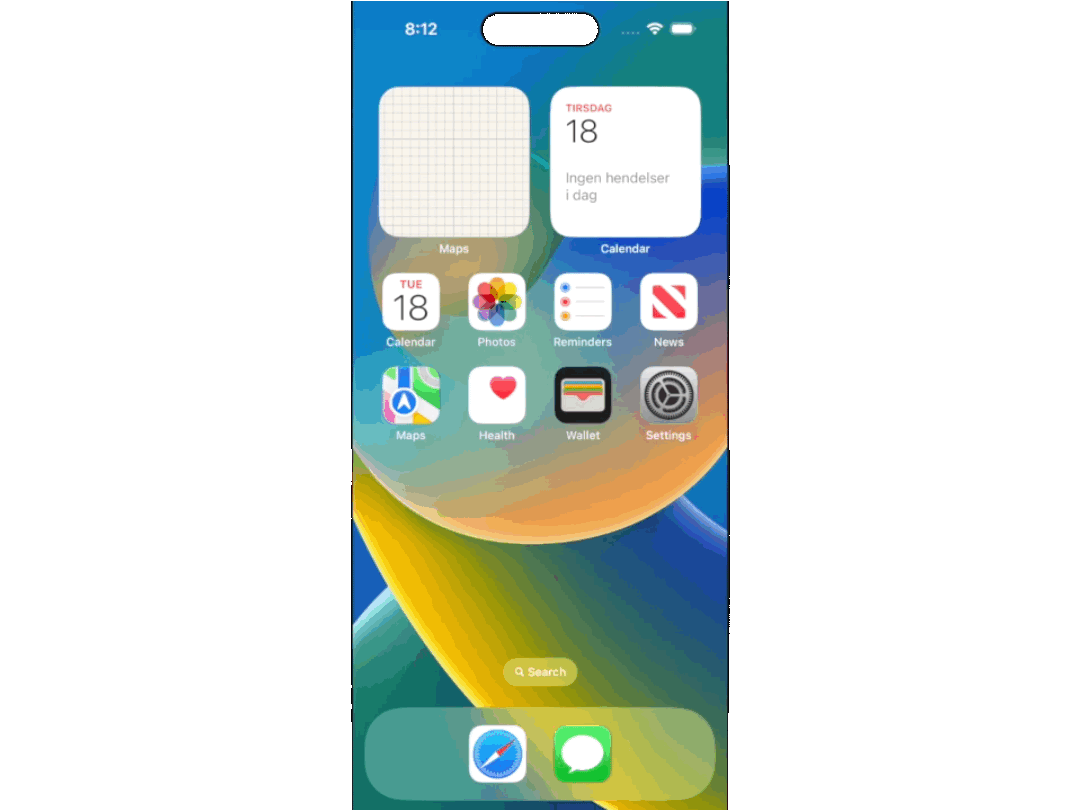 8:12
TIRSDAG
18
Ingen hendelser
i dag
Maps
Calendar
TUE
18
Calendar
Photos
Reminders
News
Maps
Health
Wallet
Settings
Search